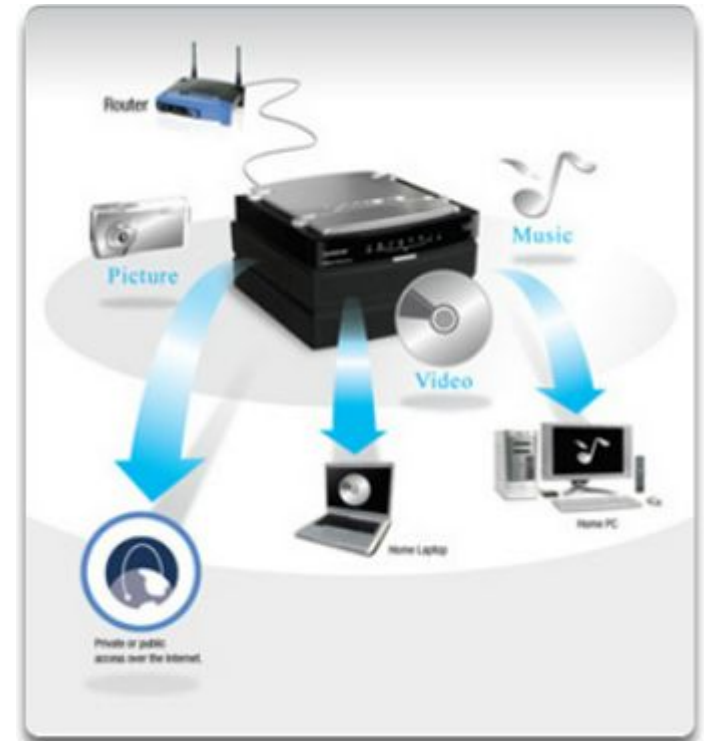 Router
Music
Picture
Video
Home PC
Home Laptop
Private or public
access over the Internet.